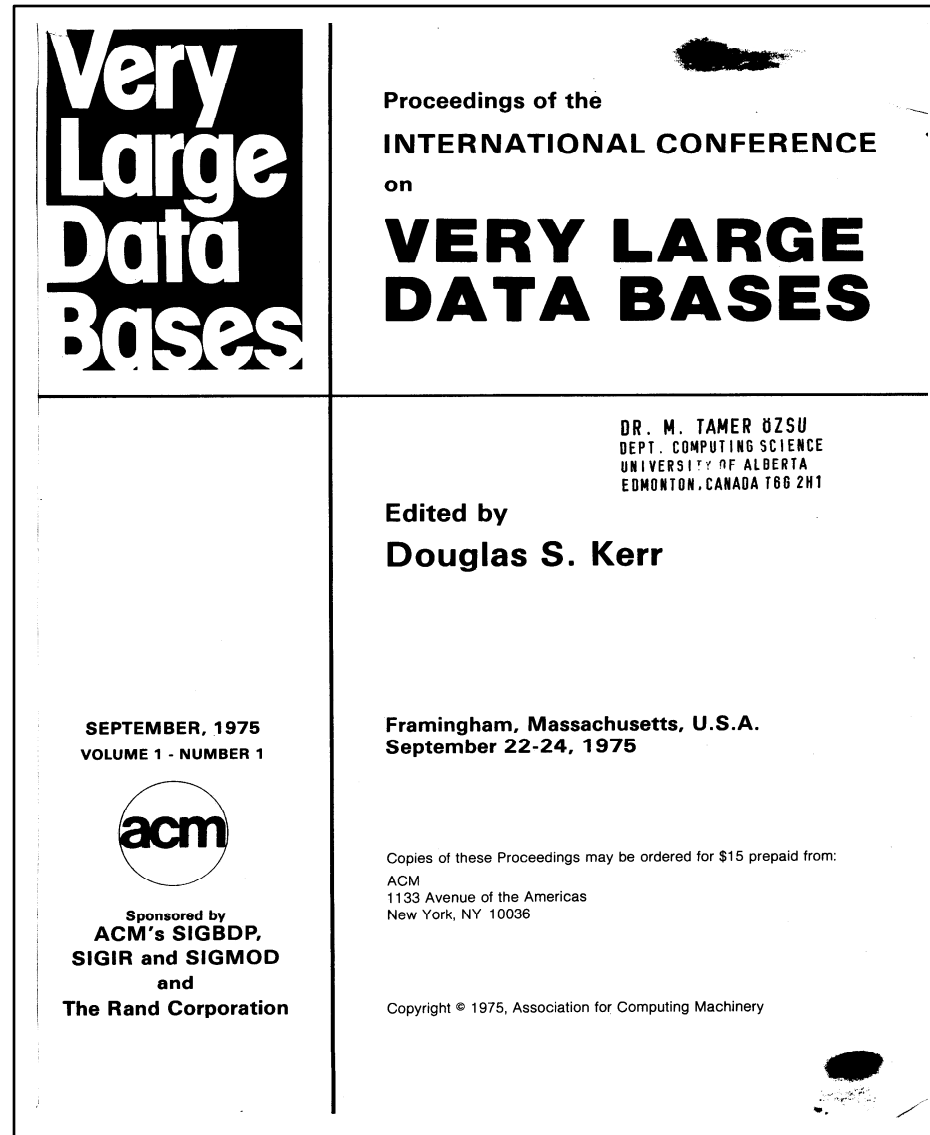 Very
Large
Data
Bases
Proceedings of the
INTERNATIONAL CONFERENCE
on
VERY LARGE
DATA BASES
DR. M. TAMER ÖZSU
DEPT. COMPUTING SCIENCE
UNIVERSITY OF ALBERTA
EDMONTON, CANADA T6G 2H1
Edited by
Douglas S. Kerr
SEPTEMBER, 1975
VOLUME 1 - NUMBER 1
acm
Sponsored by
ACM's SIGBDP,
SIGIR and SIGMOD
and
The Rand Corporation
Framingham, Massachusetts, U.S.A.
September 22-24, 1975
Copies of these Proceedings may be ordered for $15 prepaid from:
ACM
1133 Avenue of the Americas
New York, NY 10036
Copyright © 1975, Association for Computing Machinery